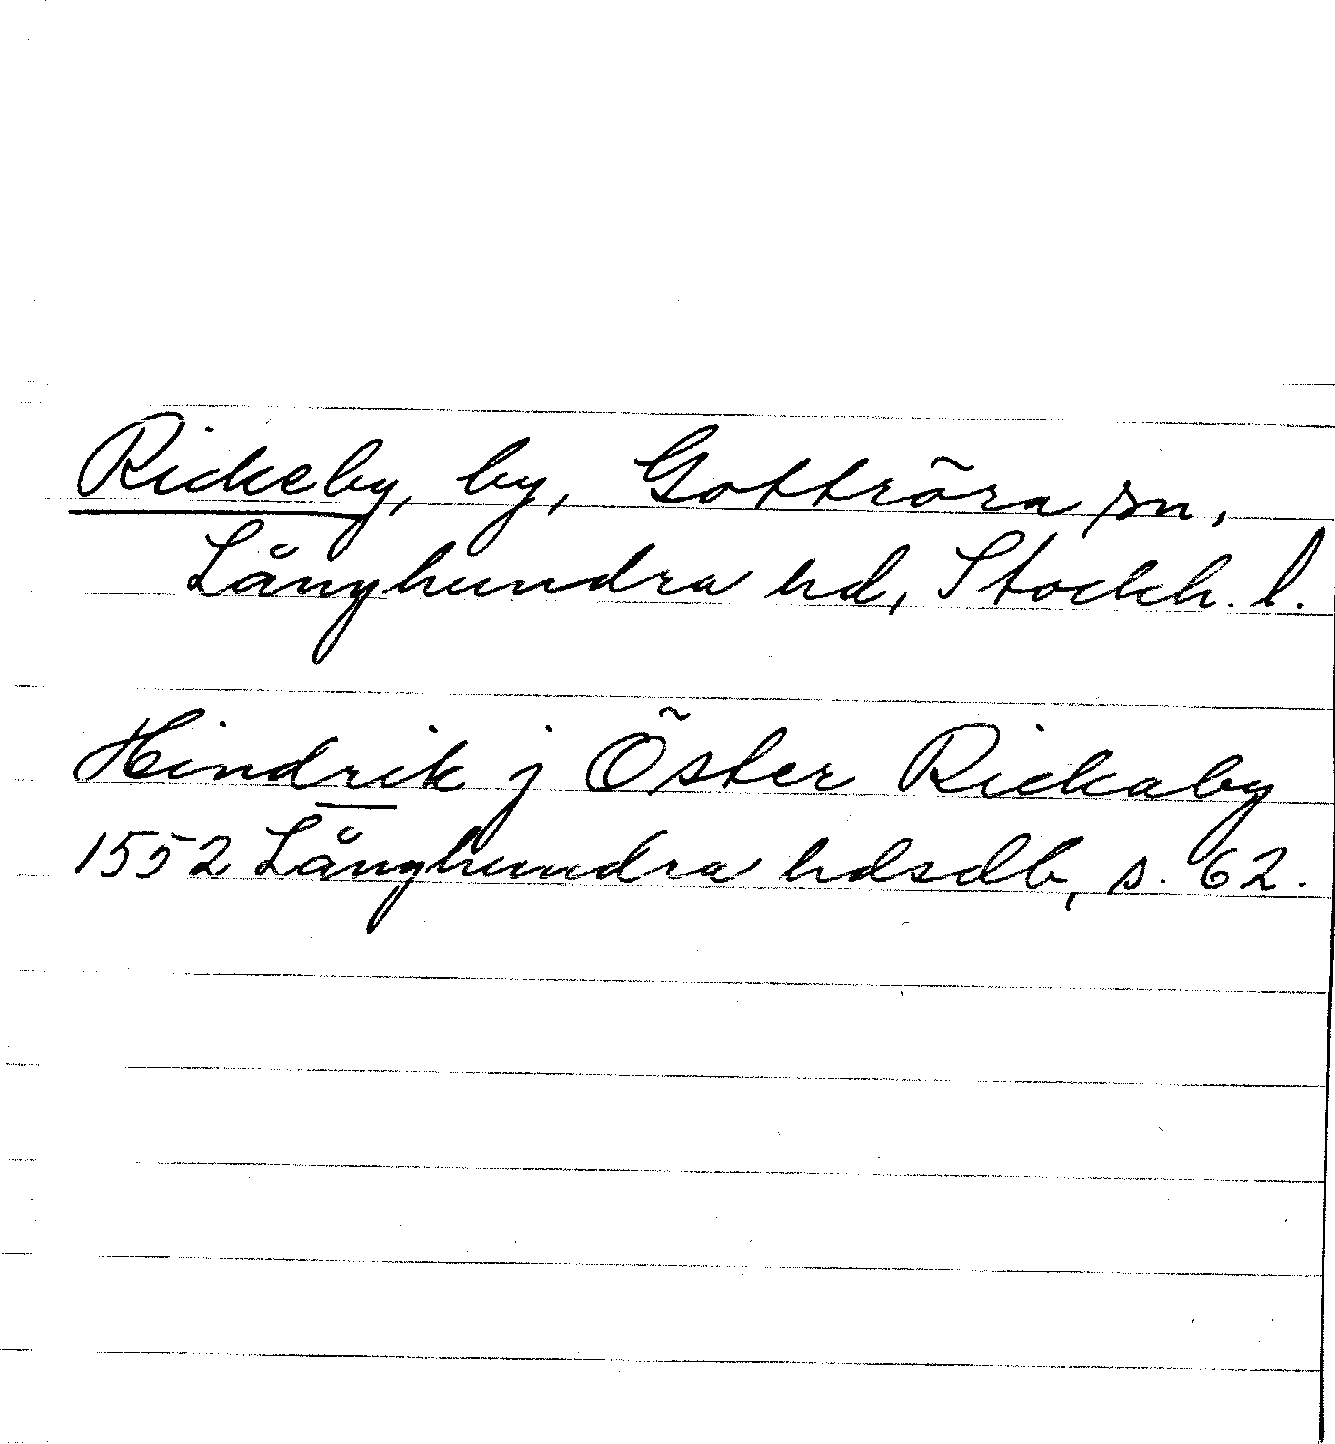 Rickeby, by, Gottröra sn,
Långhundra hd, Stockh. l.
Hindrik j Öster Rickaby
1552 Långhundra hdsdb, s. 62.